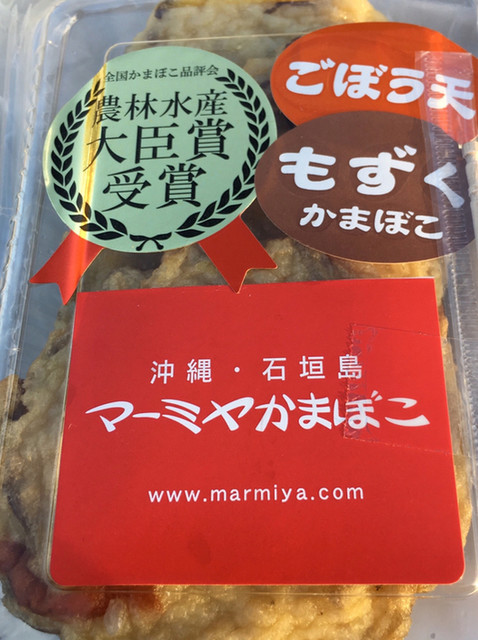 全国かまぼこ品評会
農林水産
大臣賞
受賞
ごぼう天
もずく
かまぼこ
沖縄・石垣島
マーミヤかまぼこ
www.marmiya.com